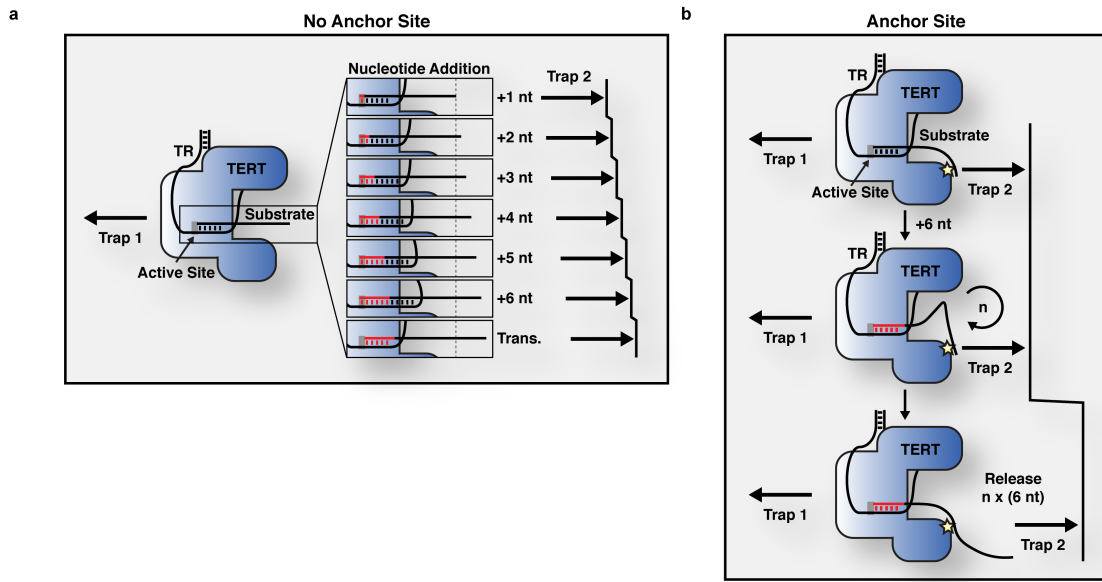 a
No Anchor Site
Nucleotide Addition
Trap 2
+1 nt
+2 nt
+3 nt
+4 nt
+5 nt
+6 nt
Trans.
TR
TERT
Substrate
Trap 1
Active Site
b
Anchor Site
TR
TERT
Substrate
Trap 1
Trap 2
Active Site
+6 nt
TR
TERT
n
Trap 1
Trap 2
TERT
Release
n x (6 nt)
Trap 1
Trap 2